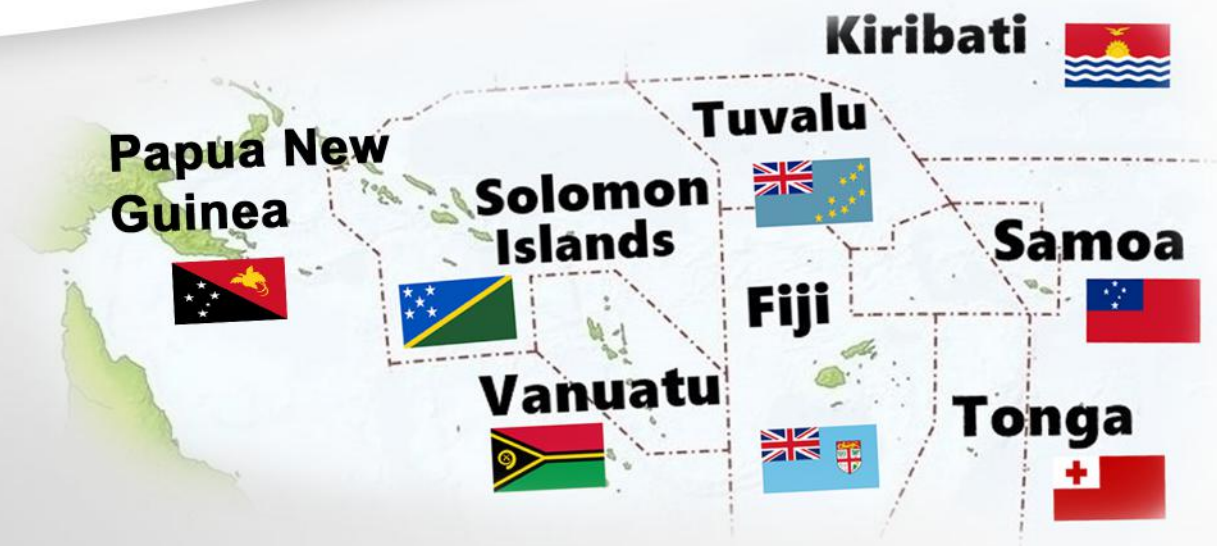 Kiribati
Tuvalu
Papua New
Guinea
Solomon
Islands
Samoa
Fiji
Vanuatu
Tonga